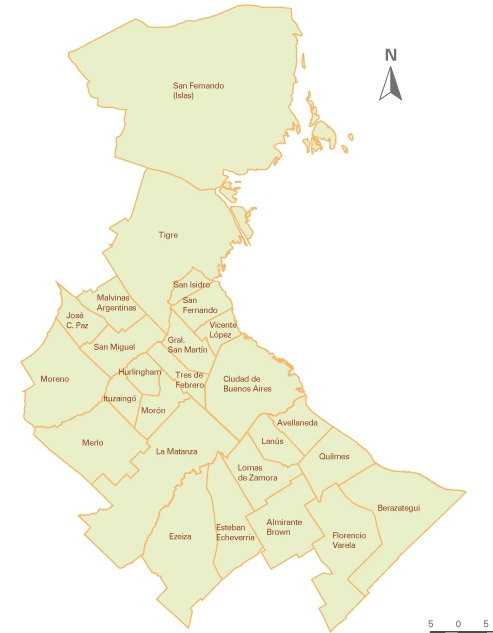 N
San Fernando
(Islas)
Tigre
San Isidro
San
Fernando
Malvinas
Argentinas
José
C. Paz
Vicente
López
Gral.
San Martín
San Miguel
Hurlingham
Tres de
Febrero
Ciudad de
Buenos Aires
Moreno
Ituzaingó
Morón
Avellaneda
Merlo
Lanús
La Matanza
Quilmes
Lomas
de Zamora
Berazategui
Almirante
Brown
Esteban
Echeverria
Ezeiza
Florencio
Varela
5 0 5